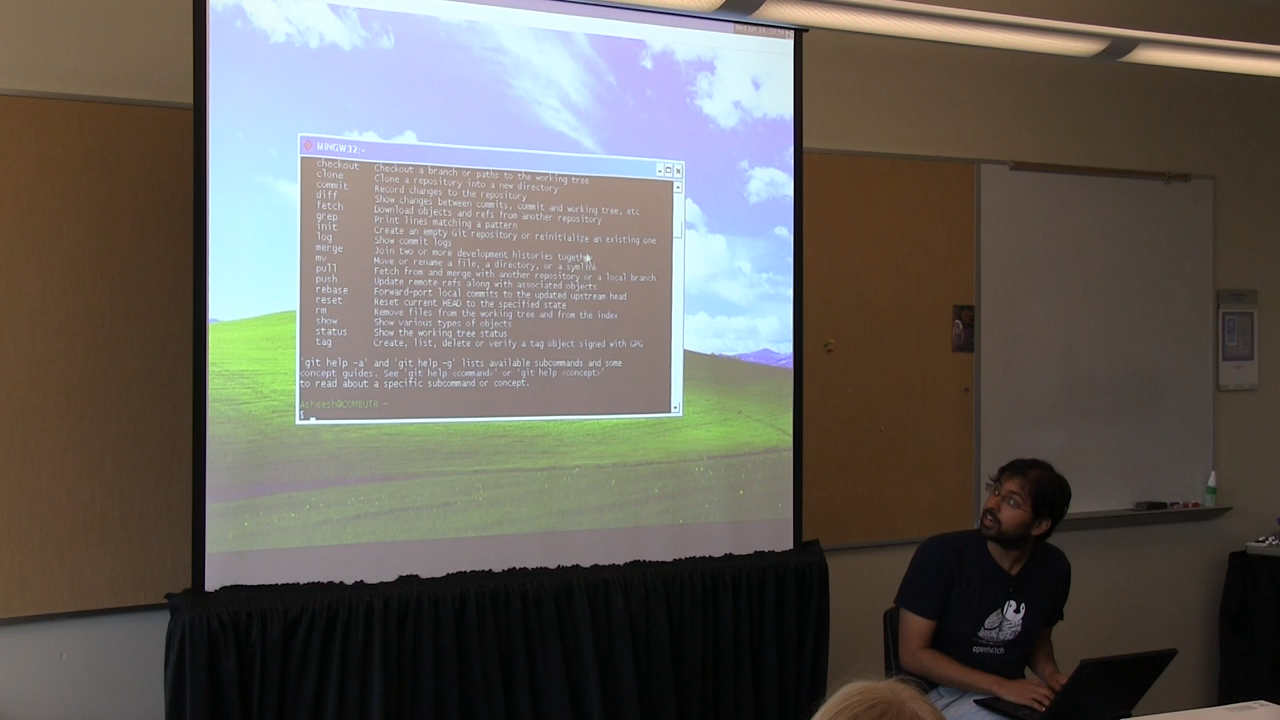 MINGW32:~
checkout Checkout a branch or paths to the working tree
clone Clone a repository into a new directory
commit Record changes to the repository
diff Show changes between commits, commit and working tree, etc
fetch Download objects and refs from another repository
grep Print lines matching a pattern
init Create an empty Git repository or reinitialize an existing one
log Show commit logs
merge Join two or more development histories together
mv Move or rename a file, a directory, or a symlink
pull Fetch from and merge with another repository or a local branch
push Update remote refs along with associated objects
rebase Forward-port local commits to the updated upstream head
reset Reset current HEAD to the specified state
rm Remove files from the working tree and from the index
show Show various types of objects
status Show the working tree status
tag Create, list, delete or verify a tag object signed with GPG
'git help -a' and 'git help -g' lists available subcommands and some
concept guides. See 'git help <command>' or 'git help <concept>'
to read about a specific subcommand or concept.
Asheesh@COMBUTR ~
$
openhatch